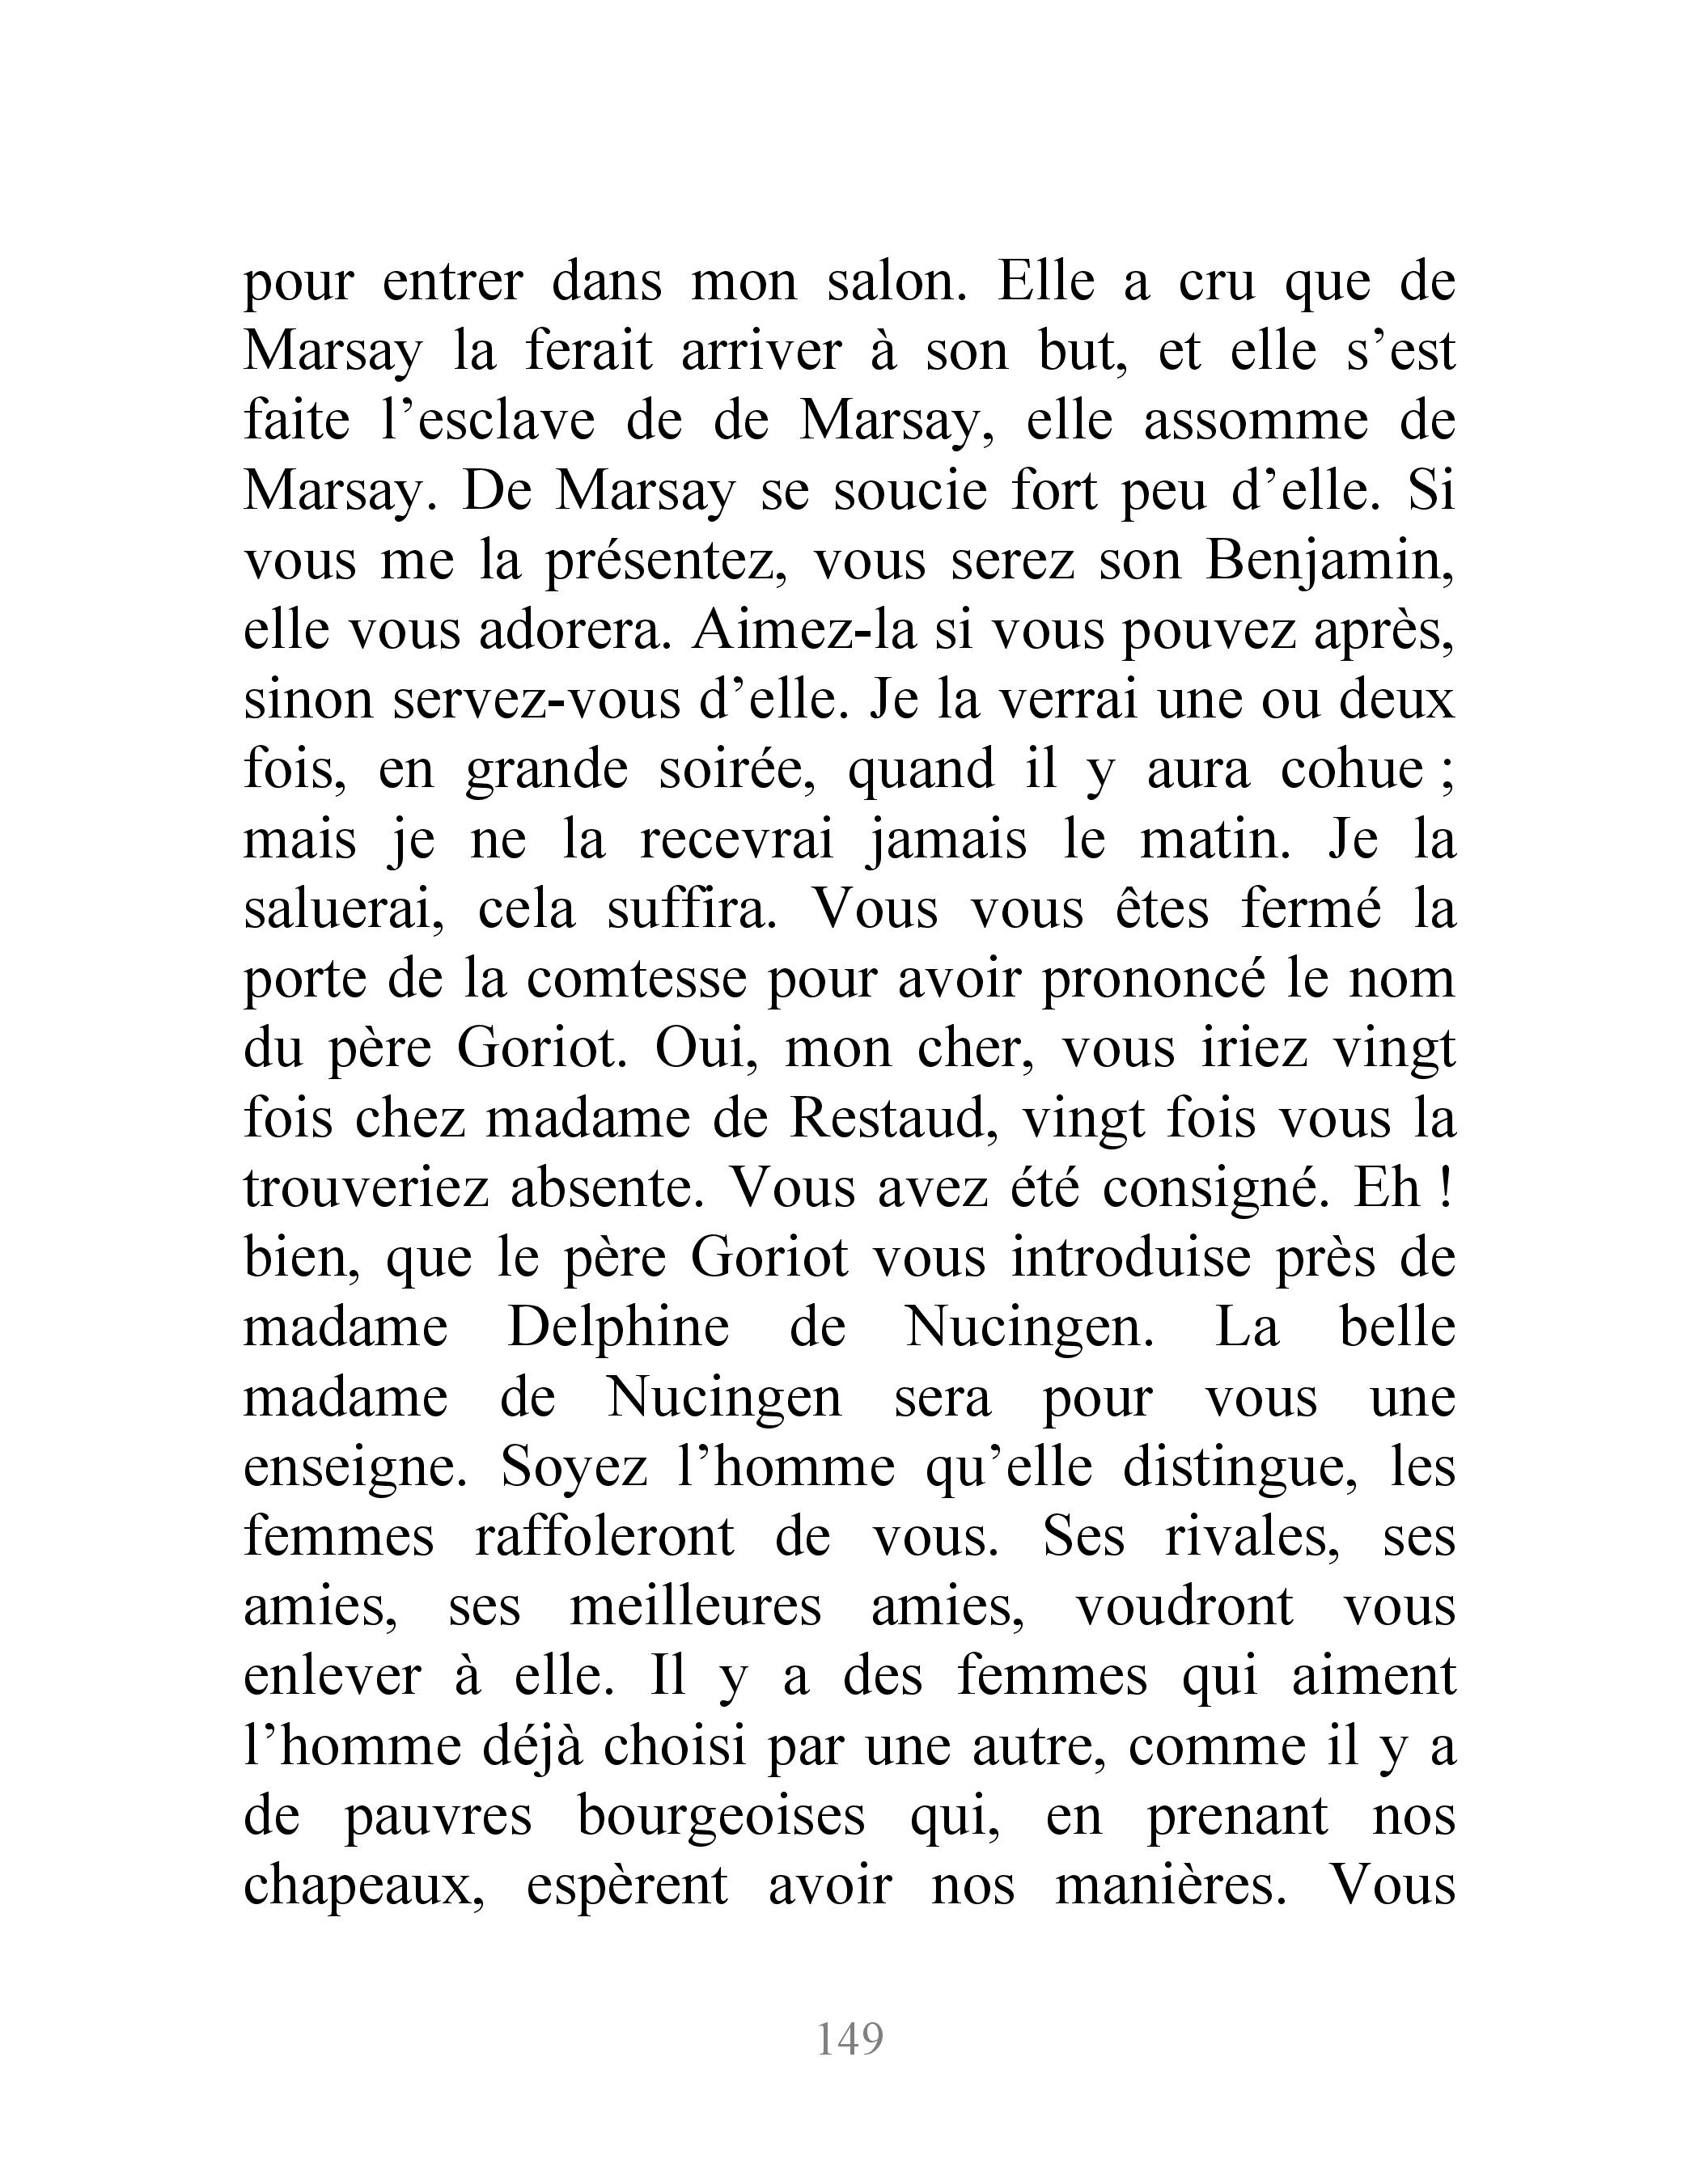 pour entrer dans mon salon. Elle a cru que de
Marsay la ferait arriver à son but, et elle s’est
faite l’esclave de de Marsay, elle assomme de
Marsay. De Marsay se soucie fort peu d’elle. Si
vous me la présentez, vous serez son Benjamin,
elle vous adorera. Aimez-la si vous pouvez après,
sinon servez-vous d’elle. Je la verrai une ou deux
fois, en grande soirée, quand il y aura cohue ;
mais je ne la recevrai jamais le matin. Je la
saluerai, cela suffira. Vous vous êtes fermé la
porte de la comtesse pour avoir prononcé le nom
du père Goriot. Oui, mon cher, vous iriez vingt
fois chez madame de Restaud, vingt fois vous la
trouveriez absente. Vous avez été consigné. Eh !
bien, que le père Goriot vous introduise près de
madame Delphine de Nucingen. La belle
madame de Nucingen sera pour vous une
enseigne. Soyez l’homme qu’elle distingue, les
femmes raffoleront de vous. Ses rivales, ses
amies, ses meilleures amies, voudront vous
enlever à elle. Il y a des femmes qui aiment
l’homme déjà choisi par une autre, comme il y a
de pauvres bourgeoises qui, en prenant nos
chapeaux, espèrent avoir nos manières. Vous
149